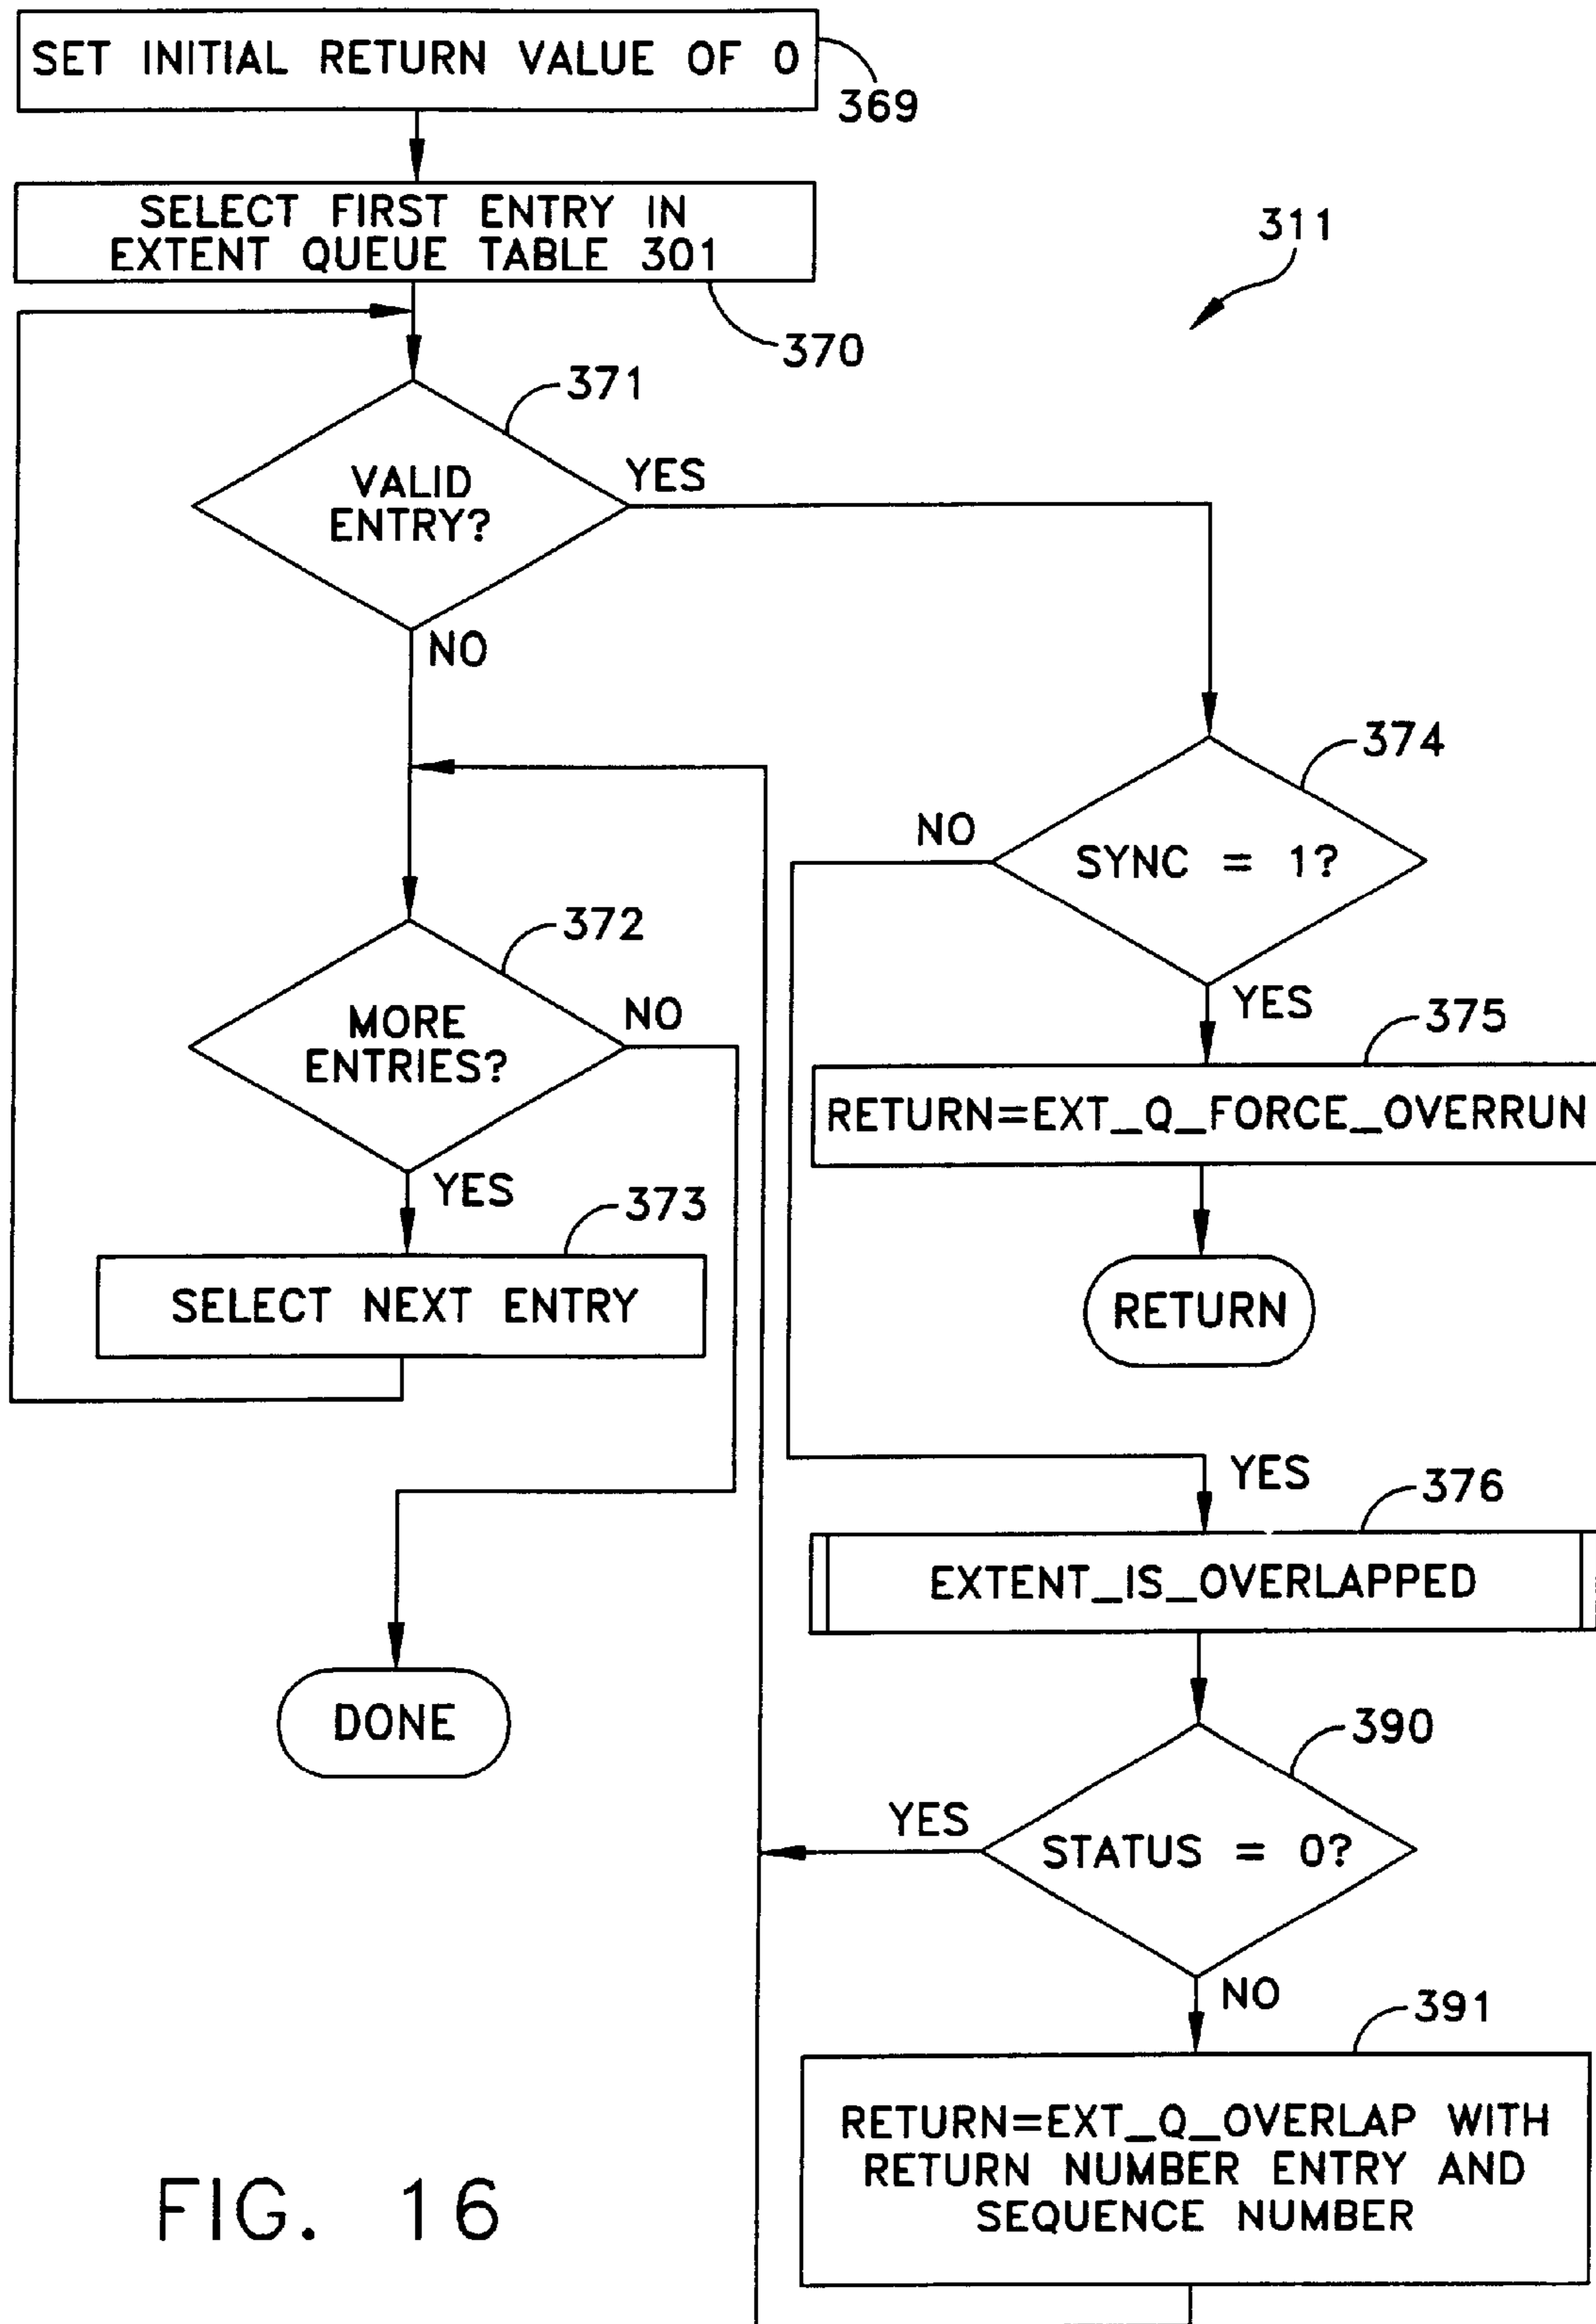 SET INITIAL RETURN VALUE OF 0
369
SELECT FIRST ENTRY IN
EXTENT QUEUE TABLE 301
370
311
371
VALID
ENTRY?
YES
NO
374
NO
SYNC = 1?
YES
372
MORE
ENTRIES?
NO
YES
375
RETURN=EXT_Q_FORCE_OVERRUN
373
SELECT NEXT ENTRY
RETURN
YES
376
EXTENT_IS_OVERLAPPED
DONE
390
YES
STATUS = 0?
NO
391
RETURN=EXT_Q_OVERLAP WITH
RETURN NUMBER ENTRY AND
SEQUENCE NUMBER
FIG. 16